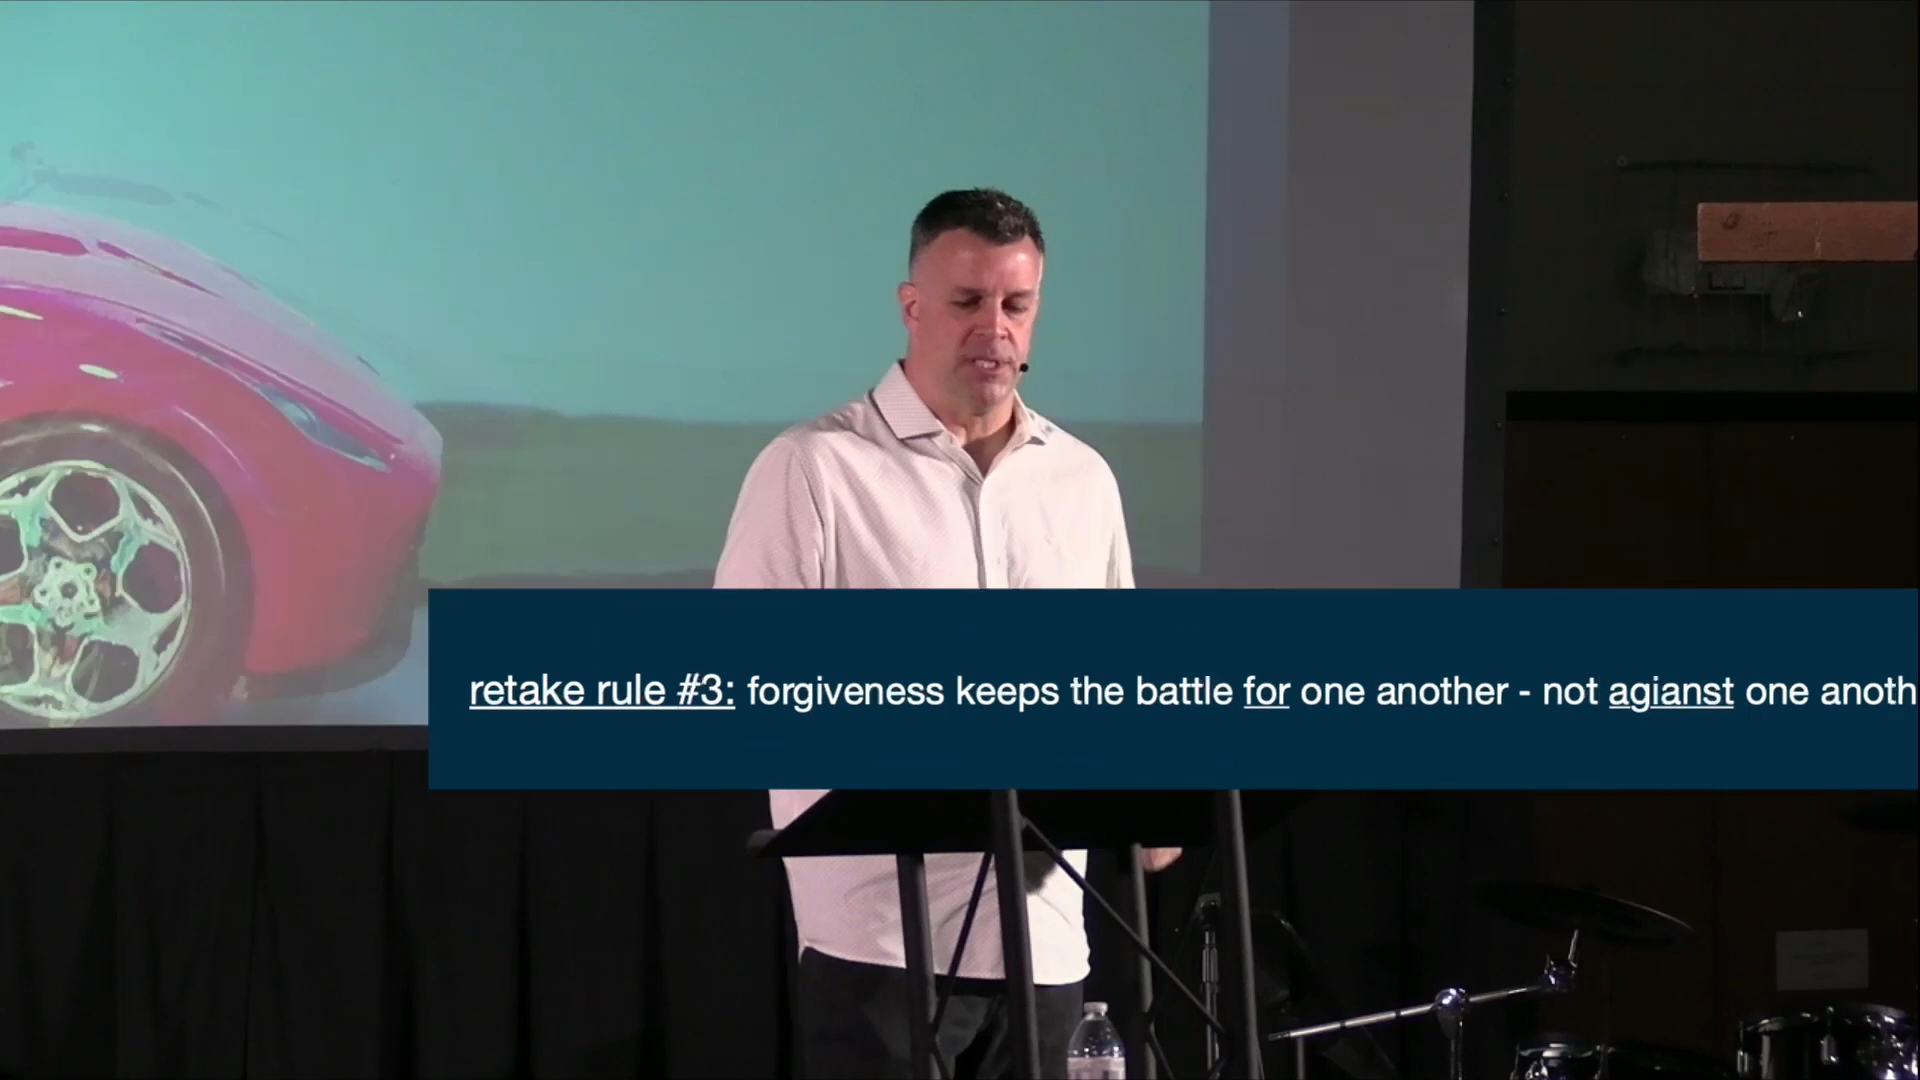 retake rule #3: forgiveness keeps the battle for one another - not agianst one anoth